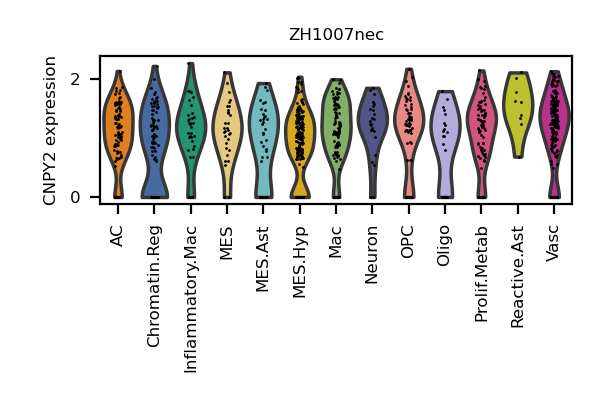 ZH1007nec
CNPY2 expression
2
0
AC
Chromatin.Reg
Inflammatory.Mac
MES
MES.Ast
MES.Hyp
Mac
Neuron
OPC
Oligo
Prolif.Metab
Reactive.Ast
Vasc